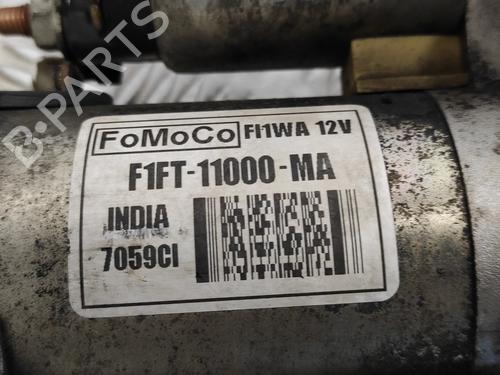 B-PARTS
FoMoCo FI1WA 12V
F1FT-11000-MA
INDIA
7059CI